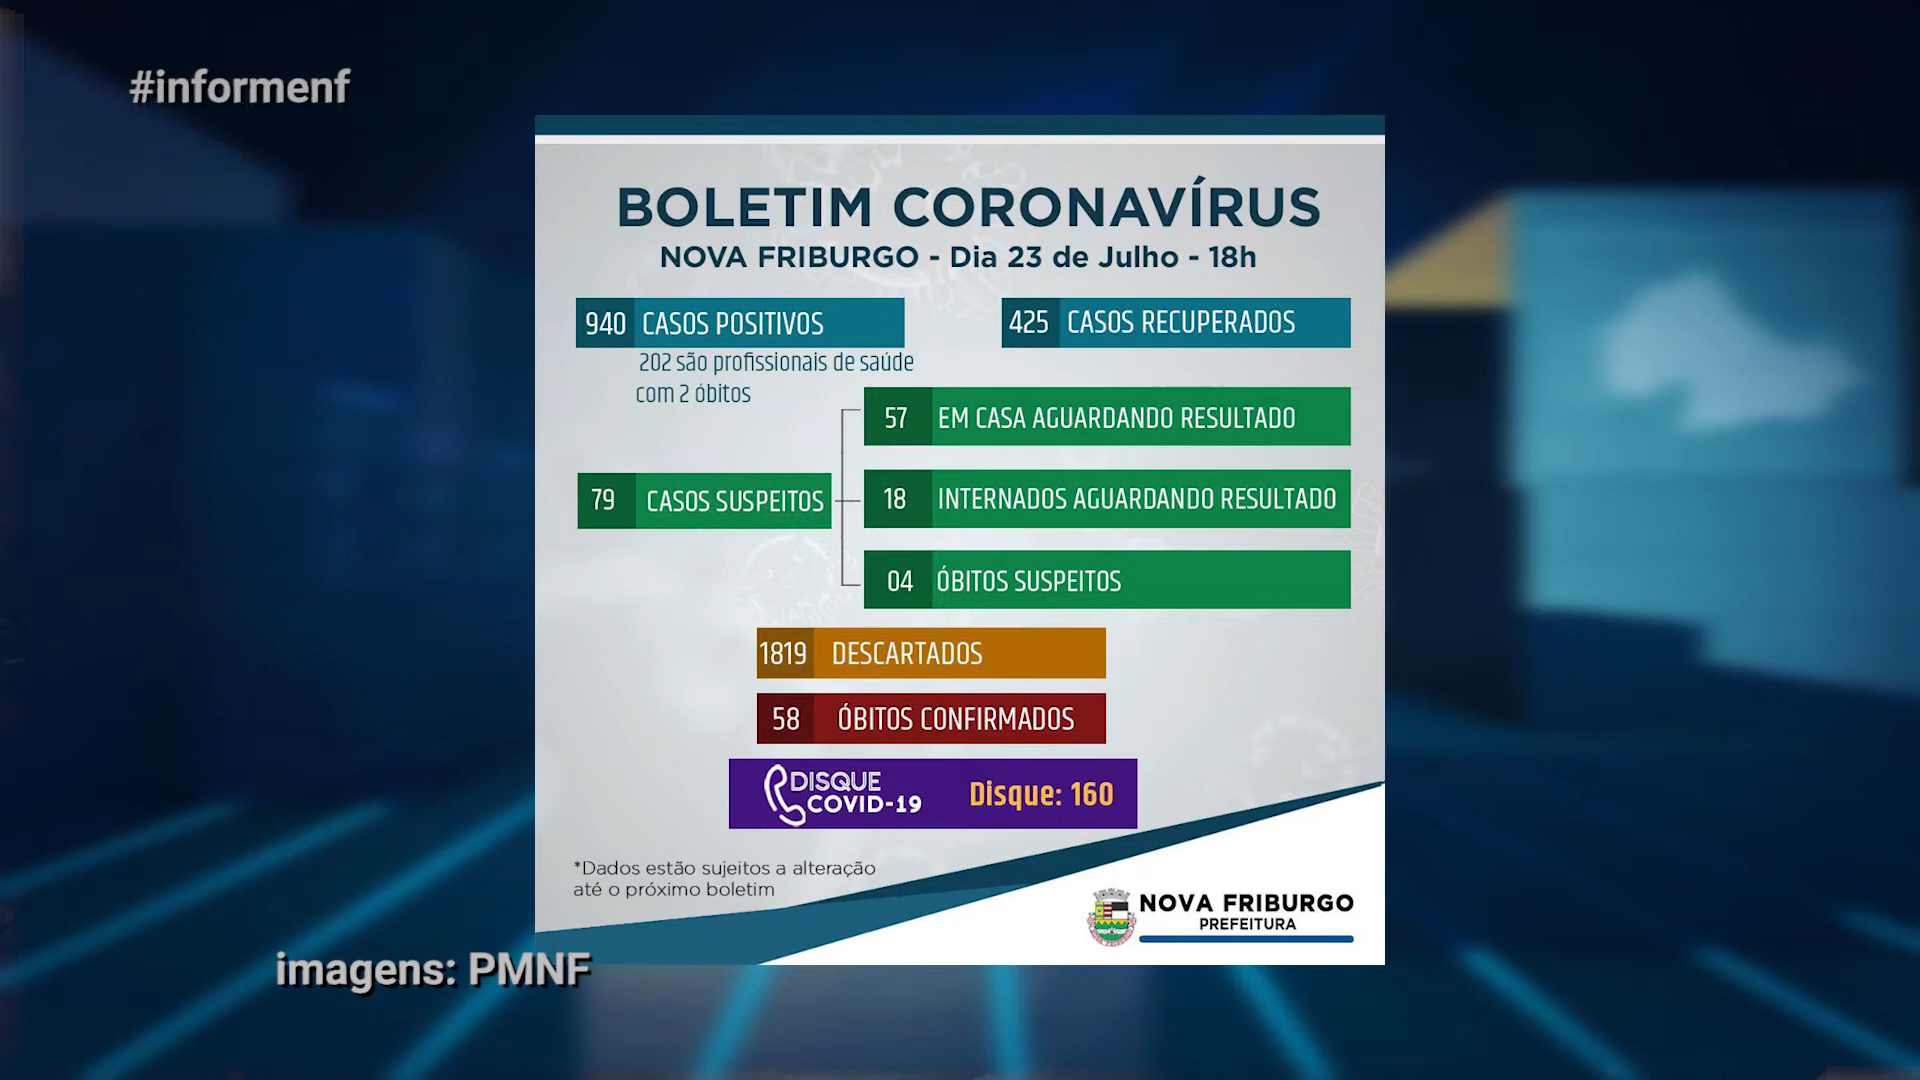 #informenf
BOLETIM CORONAVÍRUS
NOVA FRIBURGO - Dia 23 de Julho - 18h
940 CASOS POSITIVOS
202 são profissionais de saúde
com 2 óbitos
425 CASOS RECUPERADOS
79 CASOS SUSPEITOS
57 EM CASA AGUARDANDO RESULTADO
18 INTERNADOS AGUARDANDO RESULTADO
04 ÓBITOS SUSPEITOS
1819 DESCARTADOS
58 ÓBITOS CONFIRMADOS
DISQUE
COVID-19
Disque: 160
*Dados estão sujeitos a alteração
até o próximo boletim
NOVA FRIBURGO
PREFEITURA
imagens: PMNF